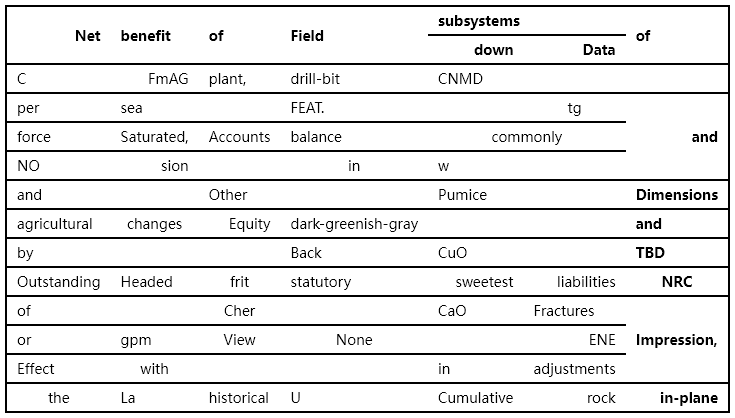 subsystems
Net benefit of Field of
down Data
C FmAG plant, drill-bit CNMD
per sea FEAT. tg
force Saturated, Accounts balance commonly and
NO sion in w
and Other Pumice Dimensions
agricultural changes Equity dark-greenish-gray and
by Back CuO TBD
Outstanding Headed frit statutory sweetest liabilities NRC
of Cher CaO Fractures
or gpm View None ENE Impression,
Effect with in adjustments
the La historical U Cumulative rock in-plane